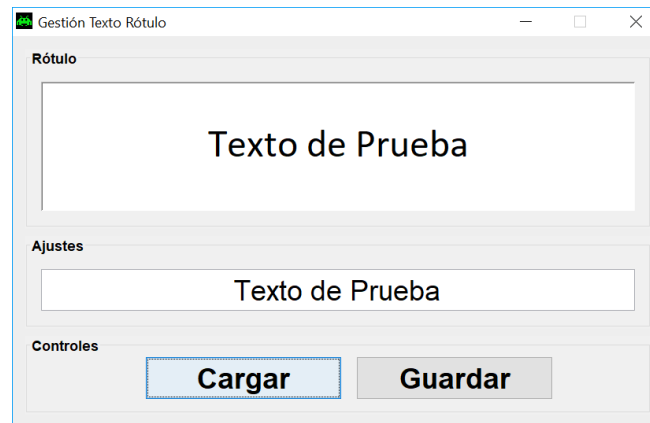 Gestión Texto Rótulo
Rótulo
Texto de Prueba
Ajustes
Texto de Prueba
Controles
Cargar Guardar